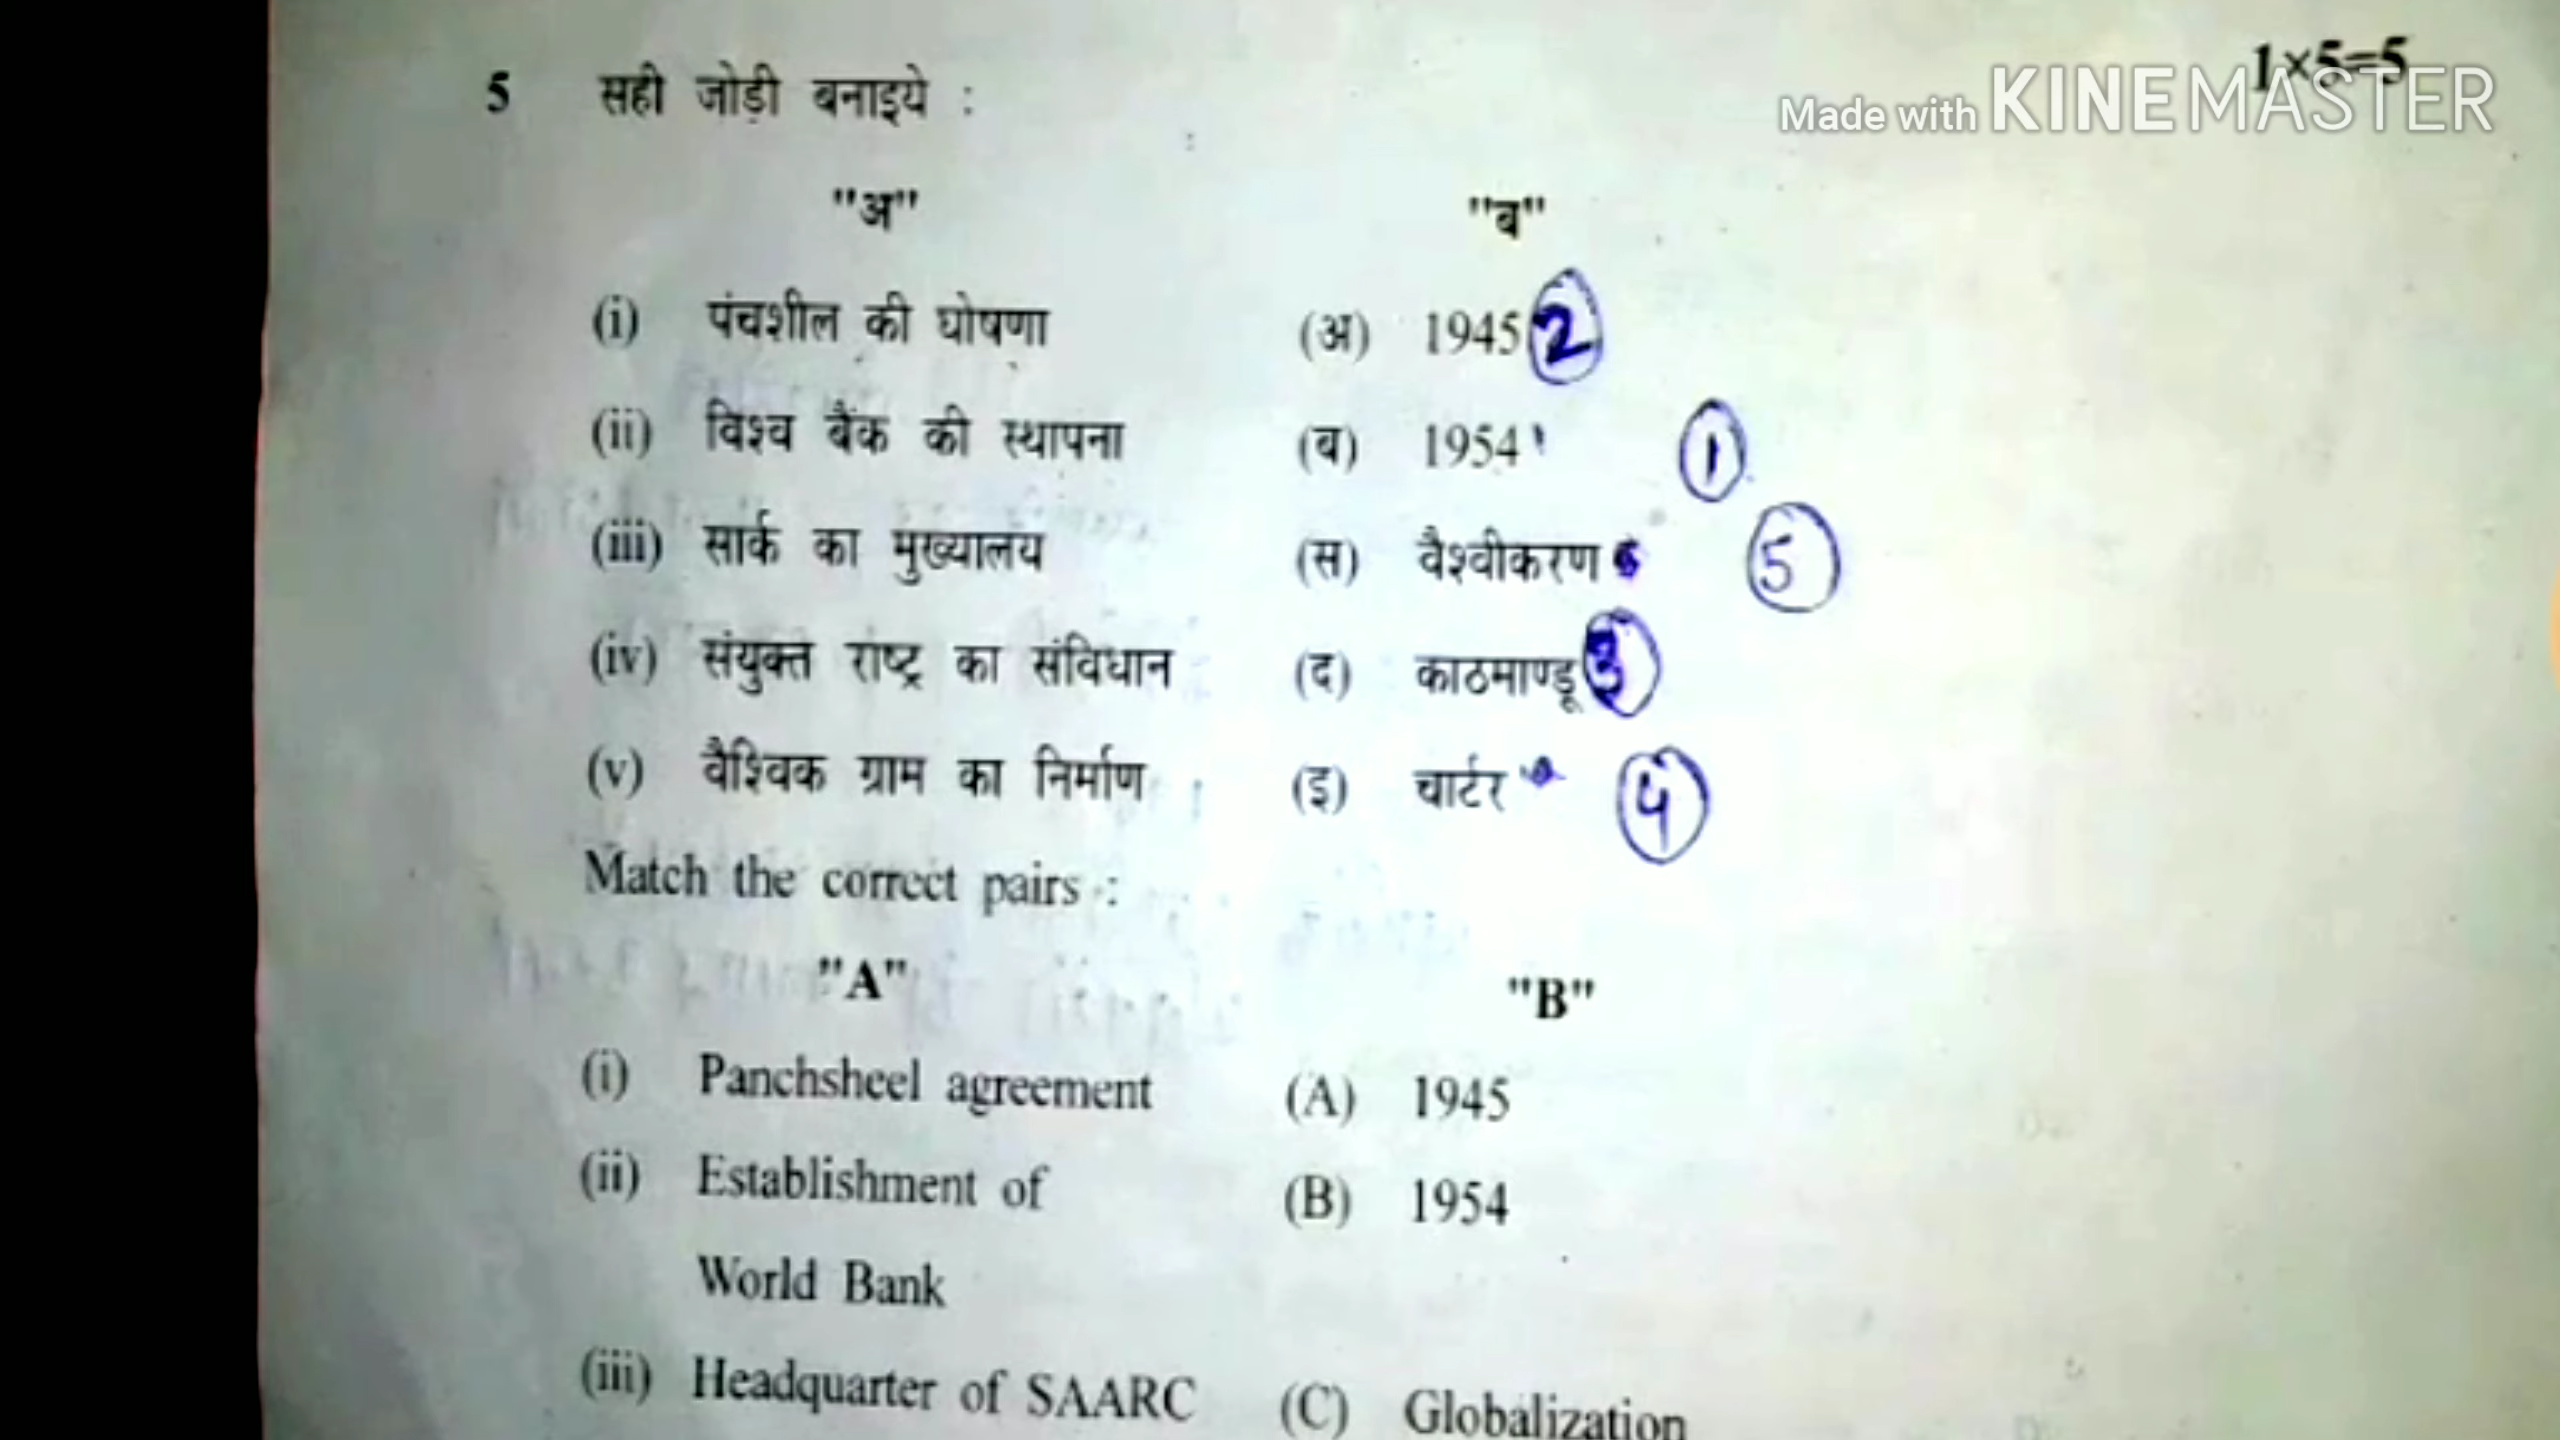 1×5=5
Made with KINEMASTER
5 सही जोड़ी बनाइये :
"अ" "ब"
(i) पंचशील की घोषणा (अ) 1945 2
(ii) विश्व बैंक की स्थापना (ब) 1954 1
(iii) सार्क का मुख्यालय (स) वैश्वीकरण 5
(iv) संयुक्त राष्ट्र का संविधान (द) काठमाण्डू 3
(v) वैश्विक ग्राम का निर्माण (इ) चार्टर 4
Match the correct pairs :
"A" "B"
(i) Panchsheel agreement (A) 1945
(ii) Establishment of (B) 1954
World Bank
(iii) Headquarter of SAARC (C) Globalization